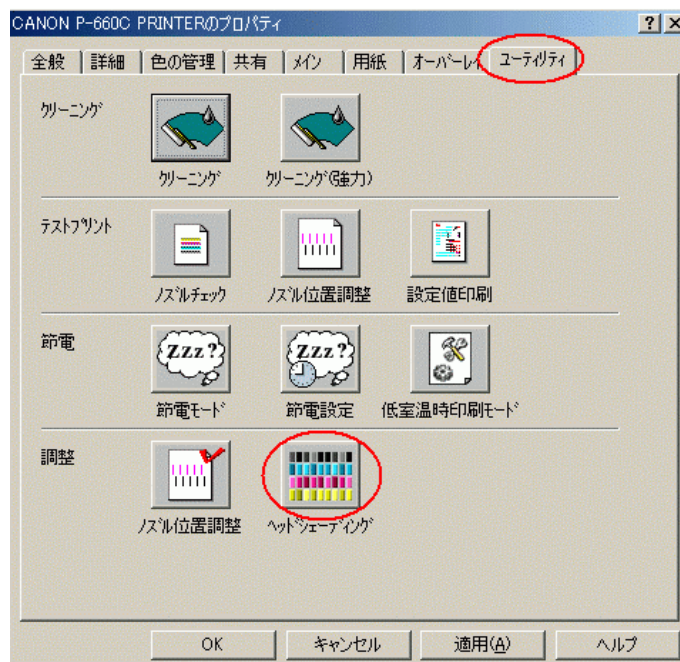 CANON P-660C PRINTERのプロパティ
全般 詳細 色の管理 共有 メイン 用紙 オーバーレイ ユーティリティ
クリーニング
クリーニング クリーニング(強力)
テストプリント
ノズルチェック ノズル位置調整 設定値印刷
節電
Zzz? Zzz?
節電モード 節電設定 低室温時印刷モード
調整
ノズル位置調整 ヘッドシェーディング
OK キャンセル 適用(A) ヘルプ